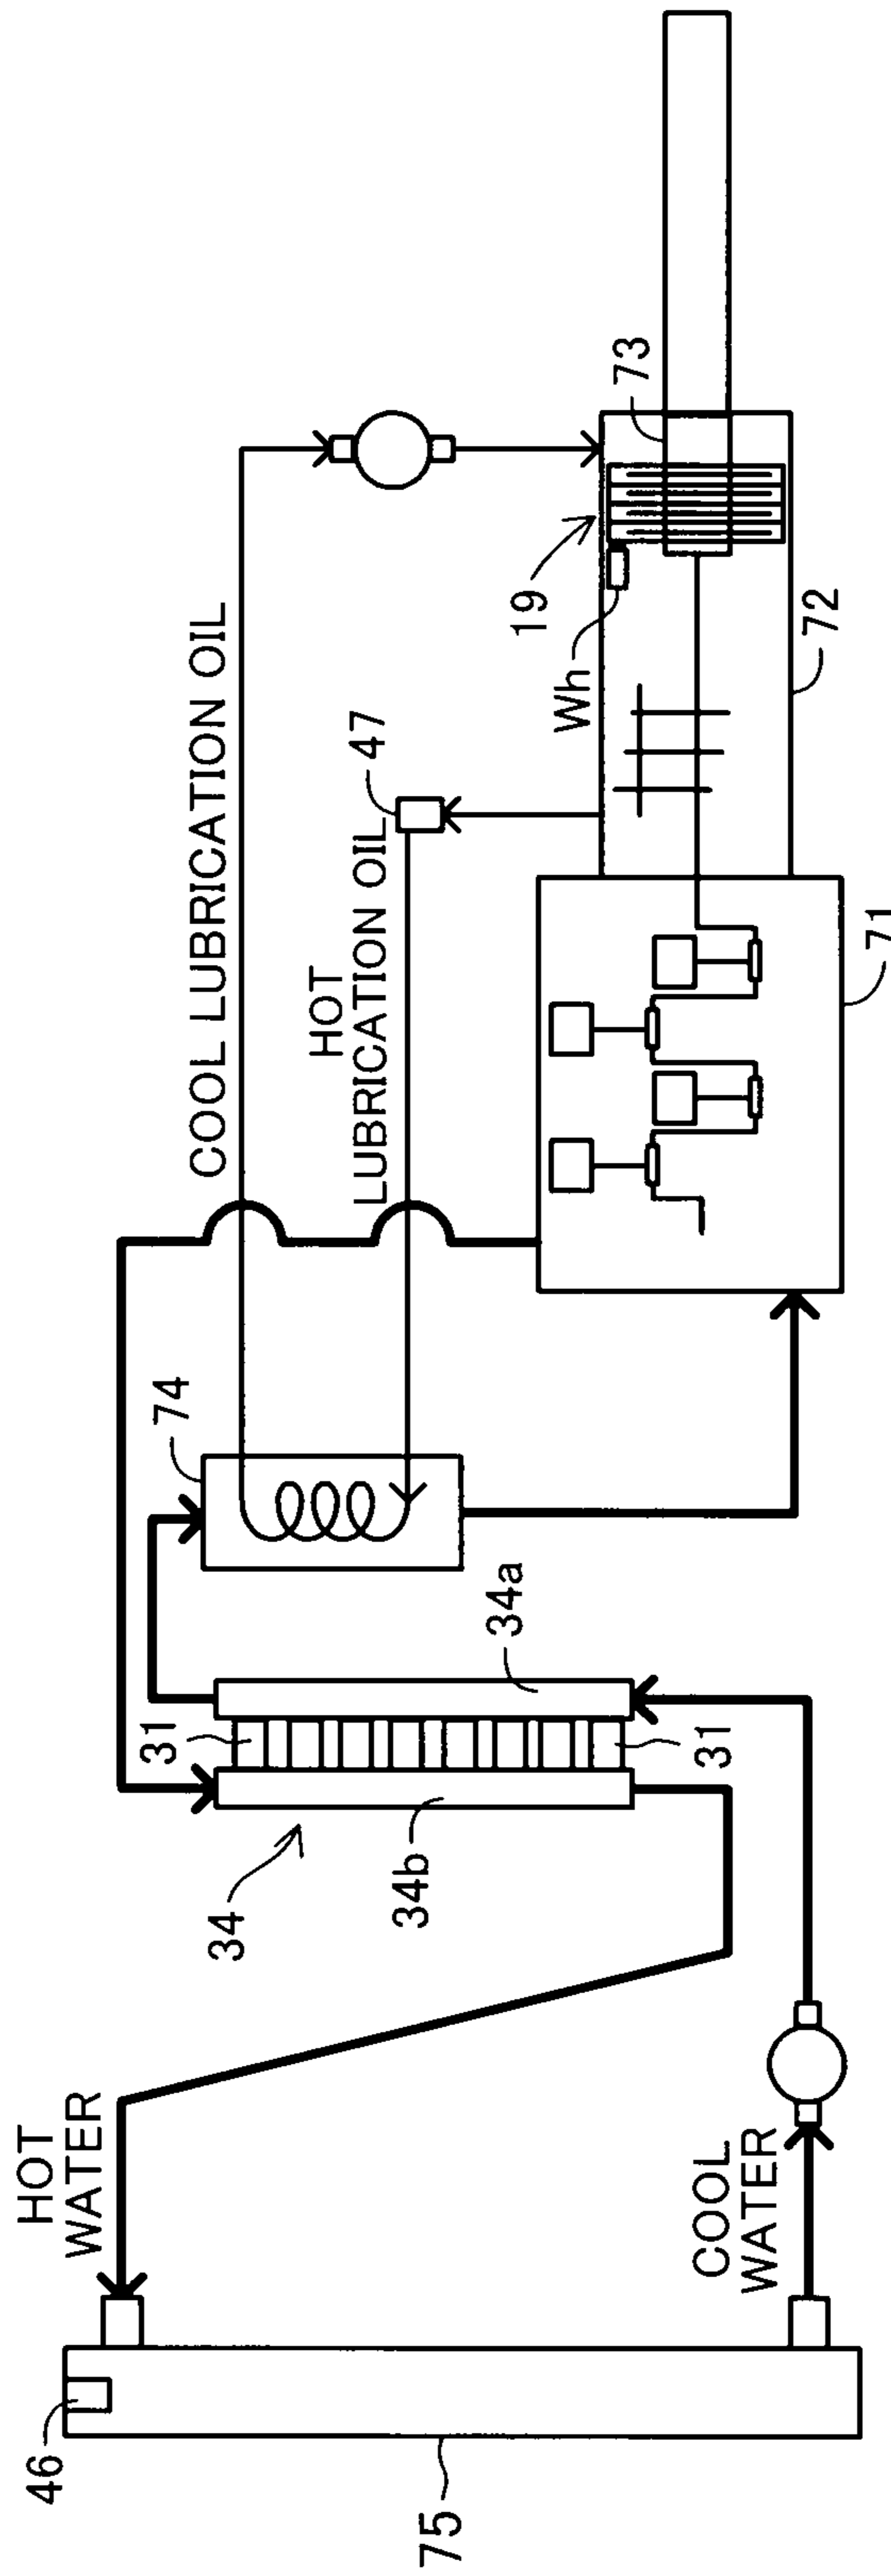 HOT
WATER
46
75
COOL
WATER
34
34b
31
31
34a
74
COOL LUBRICATION OIL
HOT
LUBRICATION OIL
47
Wh
19
73
72
71